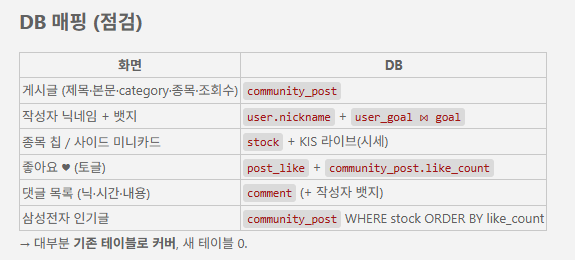 DB 매핑 (점검)
화면 DB
게시글 (제목·본문·category·종목·조회수) community_post
작성자 닉네임 + 뱃지 user.nickname + user_goal ⋈ goal
종목 칩 / 사이드 미니카드 stock + KIS 라이브(시세)
좋아요 ♥ (토글) post_like + community_post.like_count
댓글 목록 (닉·시간·내용) comment (+ 작성자 뱃지)
삼성전자 인기글 community_post WHERE stock ORDER BY like_count
→ 대부분 기존 테이블로 커버, 새 테이블 0.